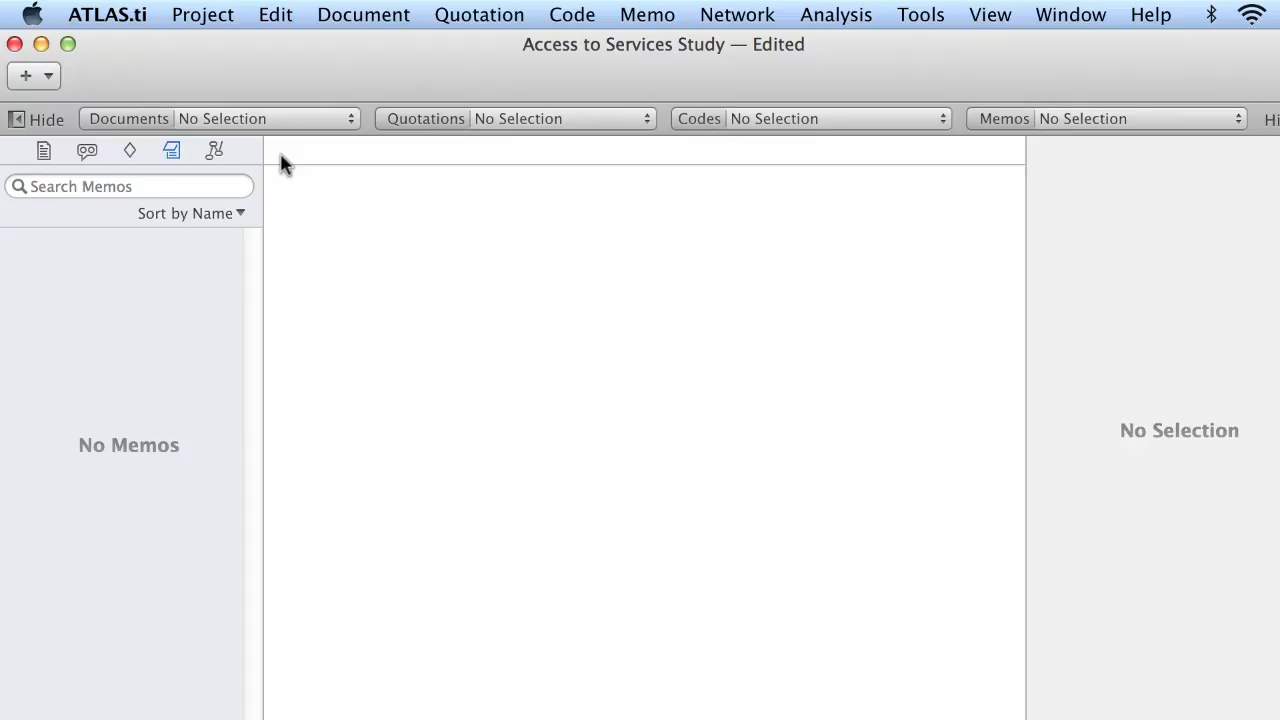 ATLAS.ti Project Edit Document Quotation Code Memo Network Analysis Tools View Window Help
Access to Services Study — Edited
Hide Documents No Selection Quotations No Selection Codes No Selection Memos No Selection Hi
Search Memos
Sort by Name
No Memos
No Selection